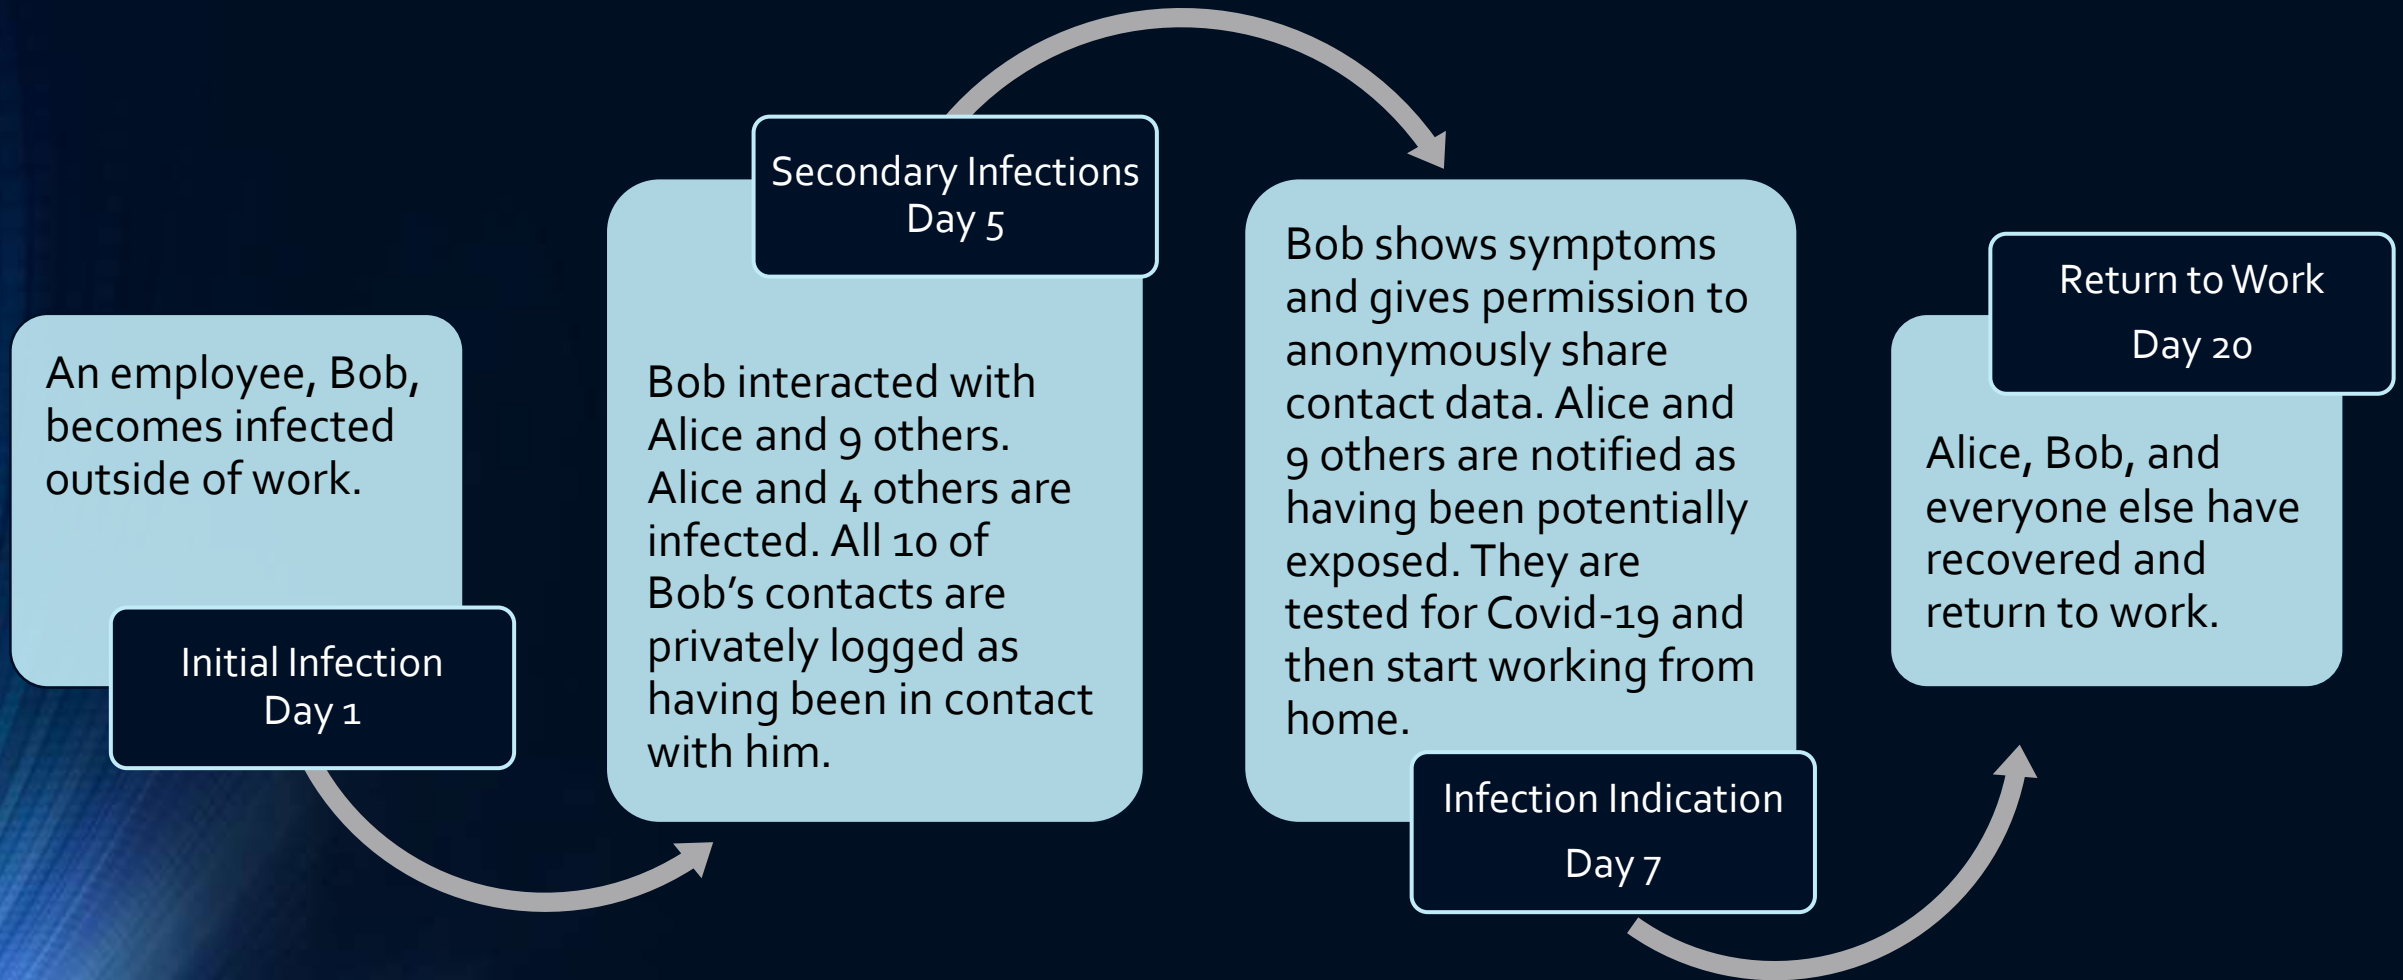 An employee, Bob,
becomes infected
outside of work.
Initial Infection
Day 1
Secondary Infections
Day 5
Bob interacted with
Alice and 9 others.
Alice and 4 others are
infected. All 10 of
Bob’s contacts are
privately logged as
having been in contact
with him.
Bob shows symptoms
and gives permission to
anonymously share
contact data. Alice and
9 others are notified as
having been potentially
exposed. They are
tested for Covid-19 and
then start working from
home.
Infection Indication
Day 7
Return to Work
Day 20
Alice, Bob, and
everyone else have
recovered and
return to work.